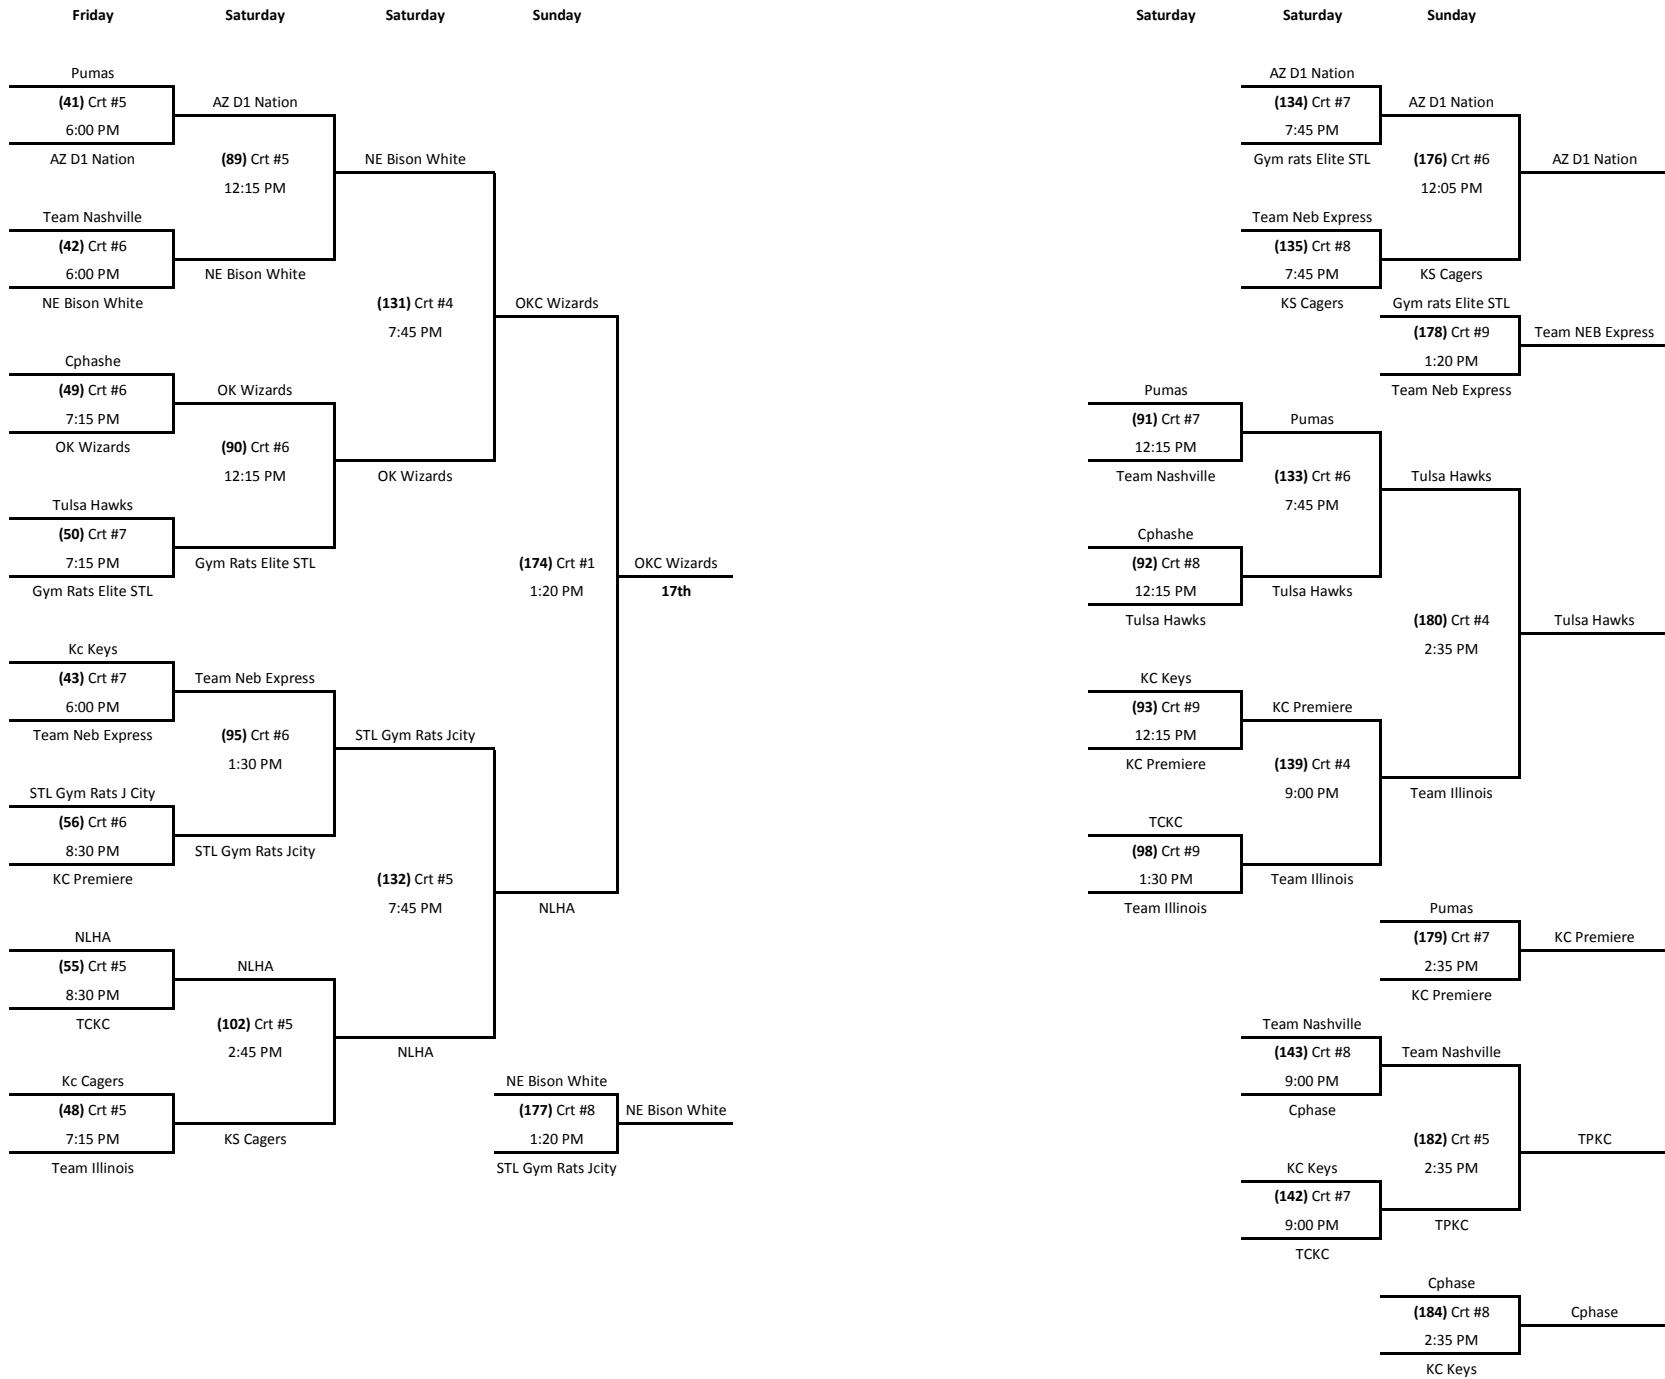 Friday
Saturday
Saturday
Sunday
Pumas
(41) Crt #5
6:00 PM
AZ D1 Nation
AZ D1 Nation
(89) Crt #5
12:15 PM
NE Bison White
Team Nashville
(42) Crt #6
6:00 PM
NE Bison White
NE Bison White
(131) Crt #4
7:45 PM
OKC Wizards
Cphashe
(49) Crt #6
7:15 PM
OK Wizards
OK Wizards
(90) Crt #6
12:15 PM
OK Wizards
Tulsa Hawks
(50) Crt #7
7:15 PM
Gym Rats Elite STL
Gym Rats Elite STL
(174) Crt #1
1:20 PM
OKC Wizards
17th
Kc Keys
(43) Crt #7
6:00 PM
Team Neb Express
Team Neb Express
(95) Crt #6
1:30 PM
STL Gym Rats Jcity
STL Gym Rats J City
(56) Crt #6
8:30 PM
KC Premiere
STL Gym Rats Jcity
(132) Crt #5
7:45 PM
NLHA
NLHA
(55) Crt #5
8:30 PM
TCKC
NLHA
(102) Crt #5
2:45 PM
NLHA
Kc Cagers
(48) Crt #5
7:15 PM
Team Illinois
KS Cagers
NE Bison White
(177) Crt #8
1:20 PM
STL Gym Rats Jcity
NE Bison White
Saturday
Saturday
Sunday
AZ D1 Nation
(134) Crt #7
7:45 PM
Gym rats Elite STL
AZ D1 Nation
(176) Crt #6
12:05 PM
AZ D1 Nation
Team Neb Express
(135) Crt #8
7:45 PM
KS Cagers
KS Cagers
Gym rats Elite STL
(178) Crt #9
1:20 PM
Team Neb Express
Team NEB Express
Pumas
(91) Crt #7
12:15 PM
Team Nashville
Pumas
(133) Crt #6
7:45 PM
Tulsa Hawks
Cphashe
(92) Crt #8
12:15 PM
Tulsa Hawks
Tulsa Hawks
(180) Crt #4
2:35 PM
Tulsa Hawks
KC Keys
(93) Crt #9
12:15 PM
KC Premiere
KC Premiere
(139) Crt #4
9:00 PM
Team Illinois
TCKC
(98) Crt #9
1:30 PM
Team Illinois
Team Illinois
Pumas
(179) Crt #7
2:35 PM
KC Premiere
KC Premiere
Team Nashville
(143) Crt #8
9:00 PM
Cphase
Team Nashville
(182) Crt #5
2:35 PM
TPKC
KC Keys
(142) Crt #7
9:00 PM
TCKC
TPKC
Cphase
(184) Crt #8
2:35 PM
KC Keys
Cphase